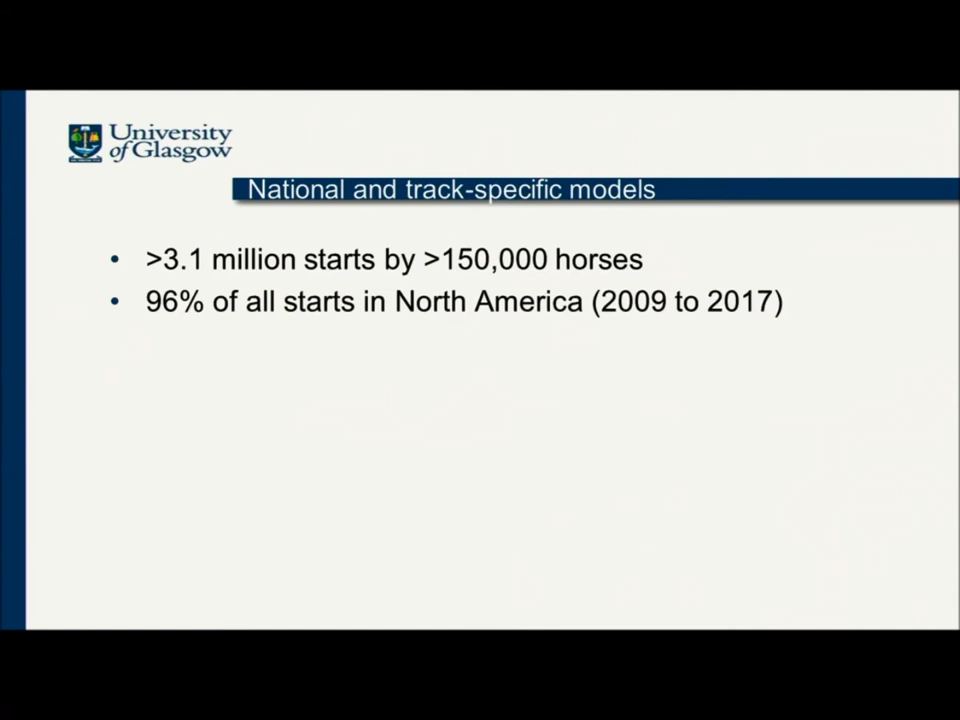 University
of Glasgow
National and track-specific models
• >3.1 million starts by >150,000 horses
• 96% of all starts in North America (2009 to 2017)